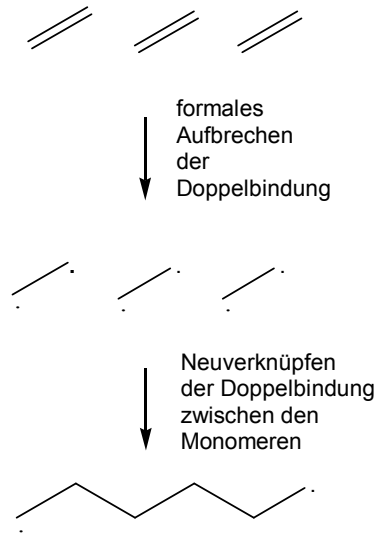 formales
Aufbrechen
der
Doppelbindung
Neuverknüpfen
der Doppelbindung
zwischen den
Monomeren